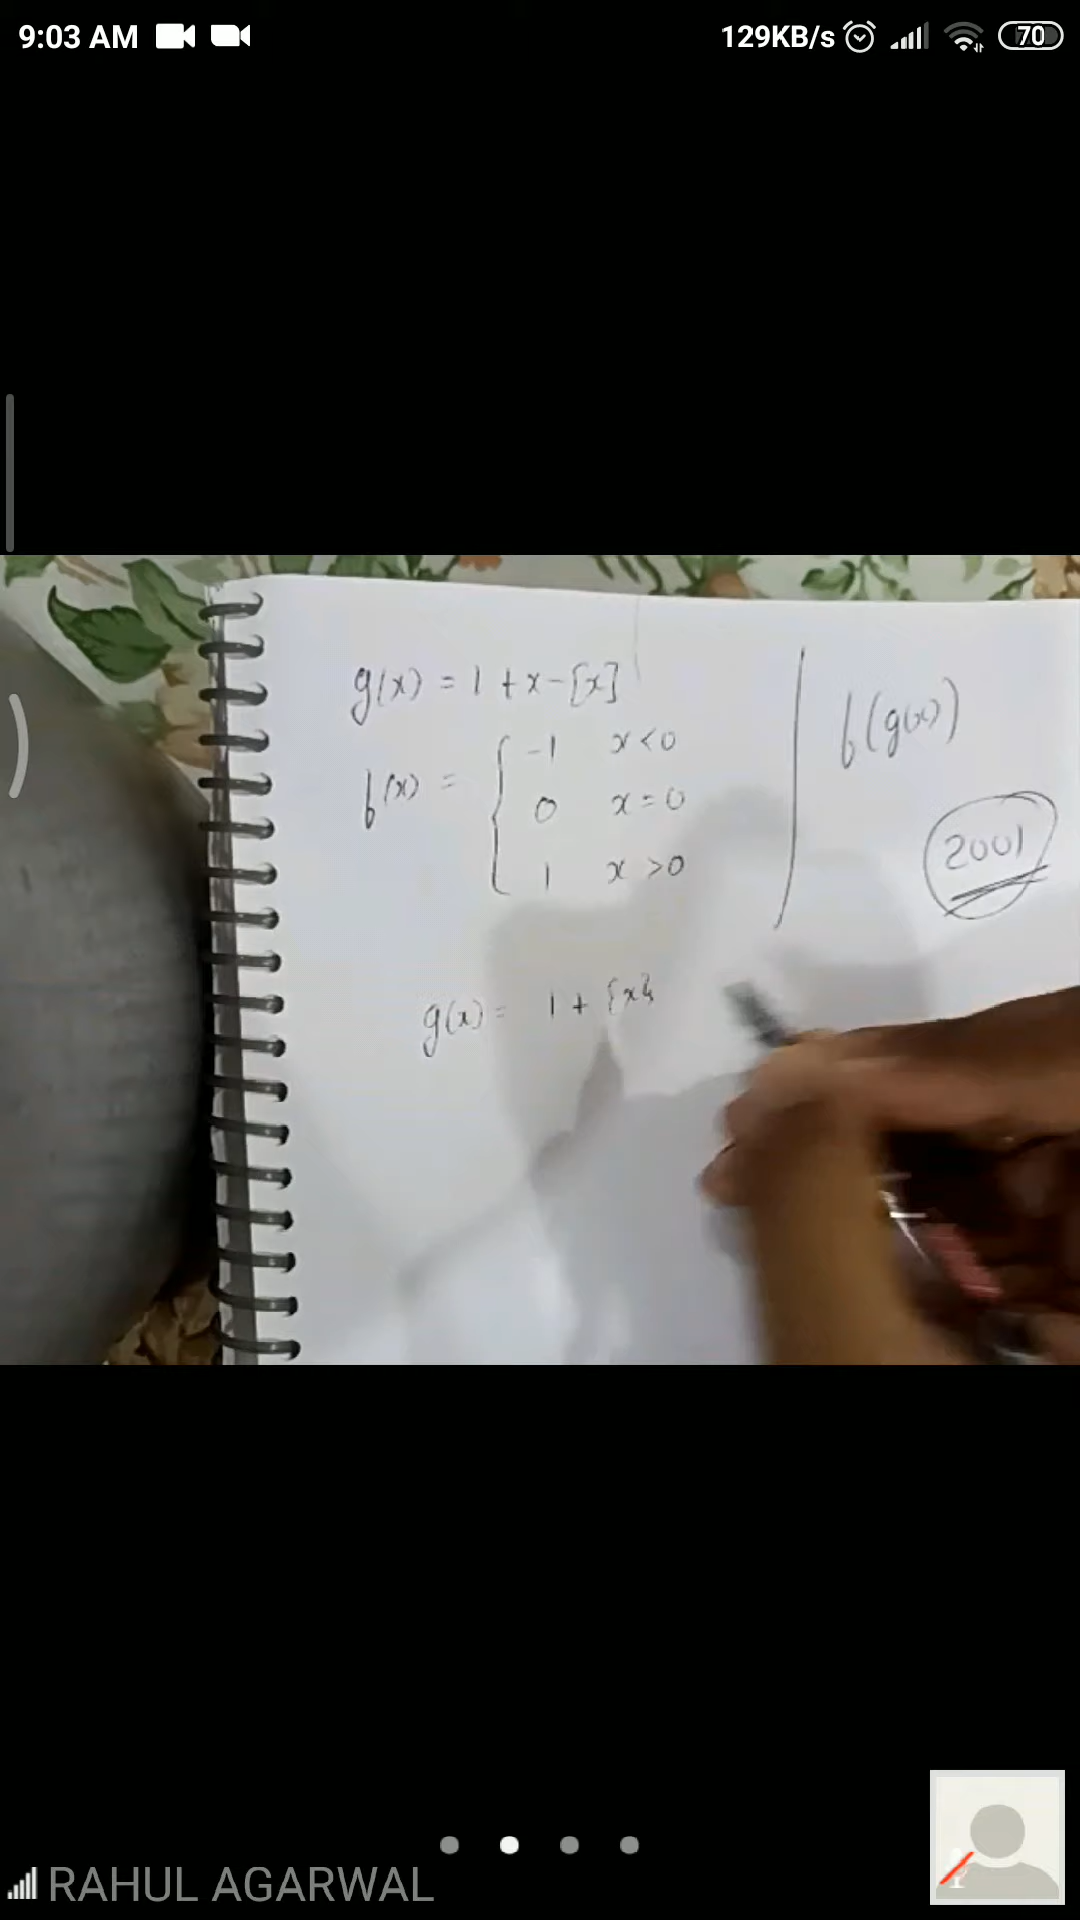 9:03 AM
129KB/s
70
g(x) = 1 + x - [x]
f(x) =
-1 x < 0
0 x = 0
1 x > 0
f(g(x))
2001
g(x) = 1 + {x}
RAHUL AGARWAL